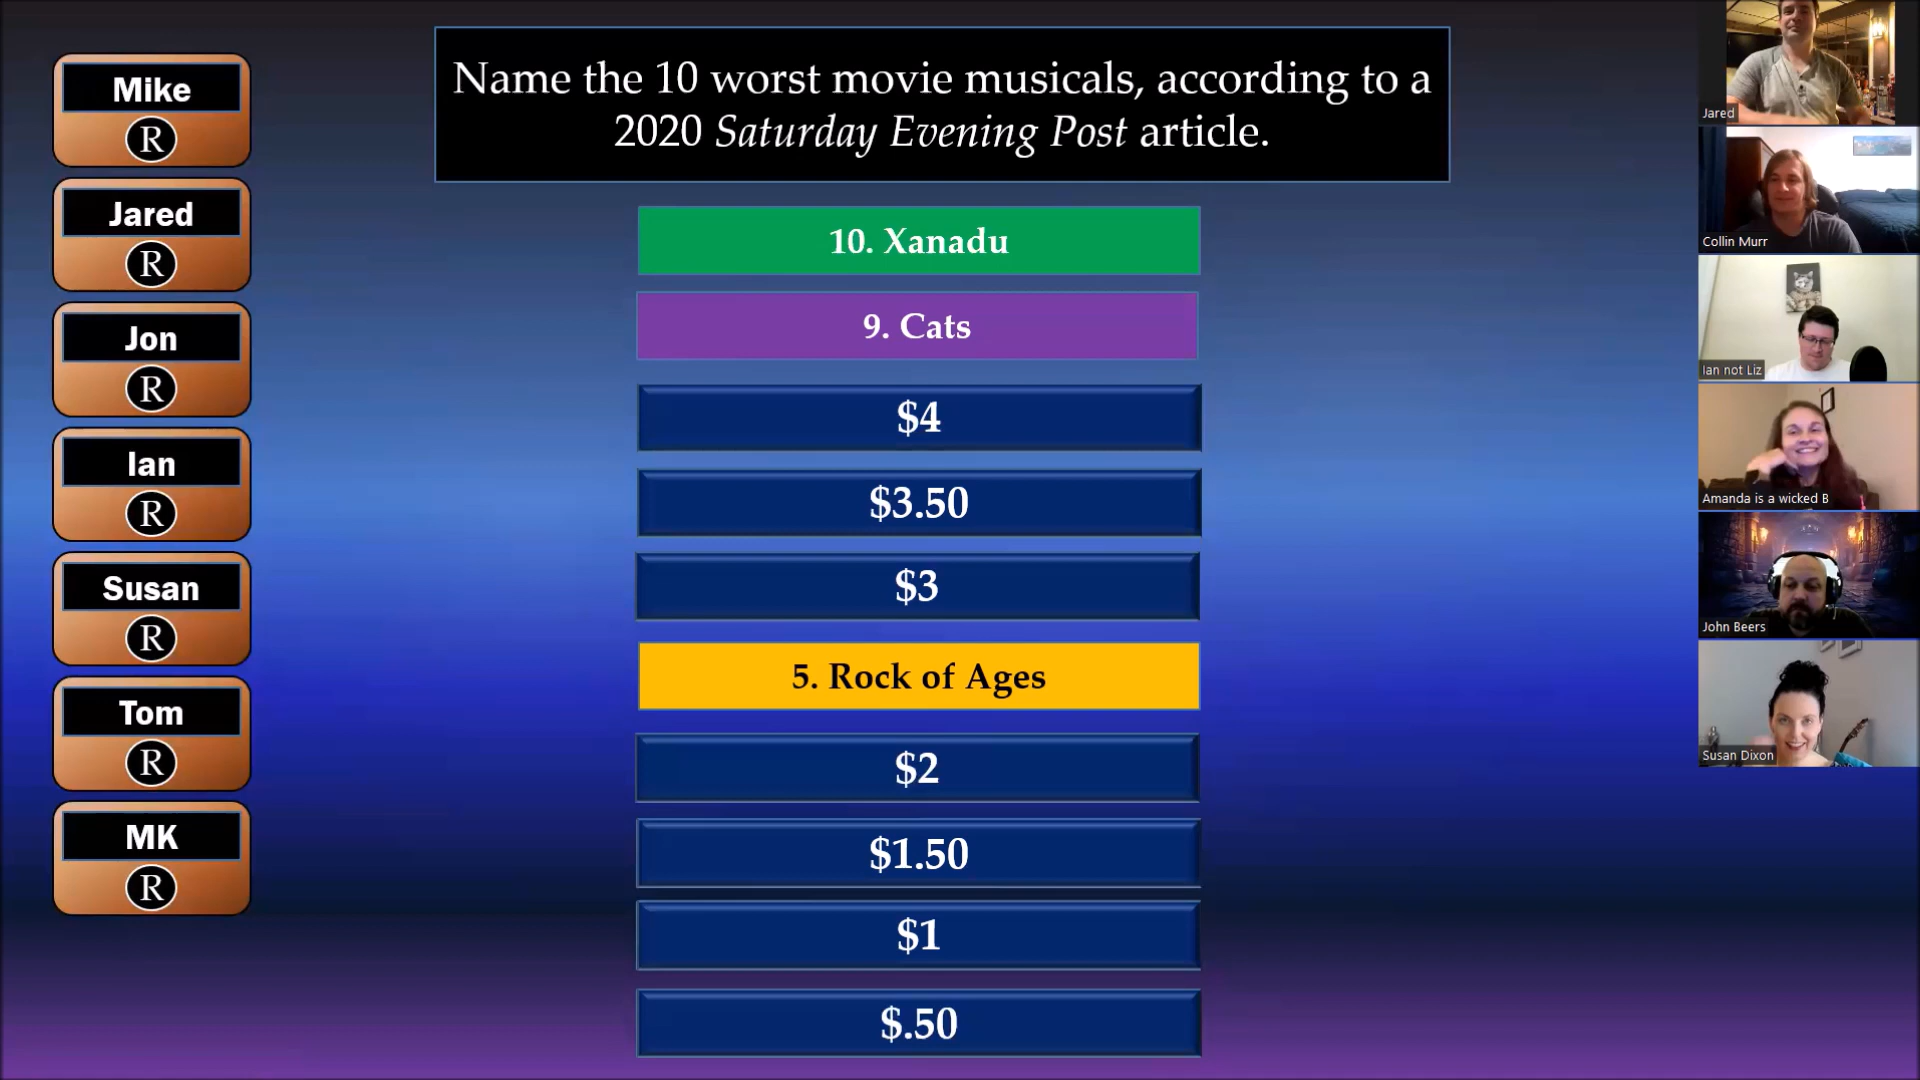 Name the 10 worst movie musicals, according to a
2020 Saturday Evening Post article.
Mike
R
Jared
R
Jon
R
Ian
R
Susan
R
Tom
R
MK
R
10. Xanadu
9. Cats
$4
$3.50
$3
5. Rock of Ages
$2
$1.50
$1
$.50
Jared
Collin Murr
Ian not Liz
Amanda is a wicked B
John Beers
Susan Dixon